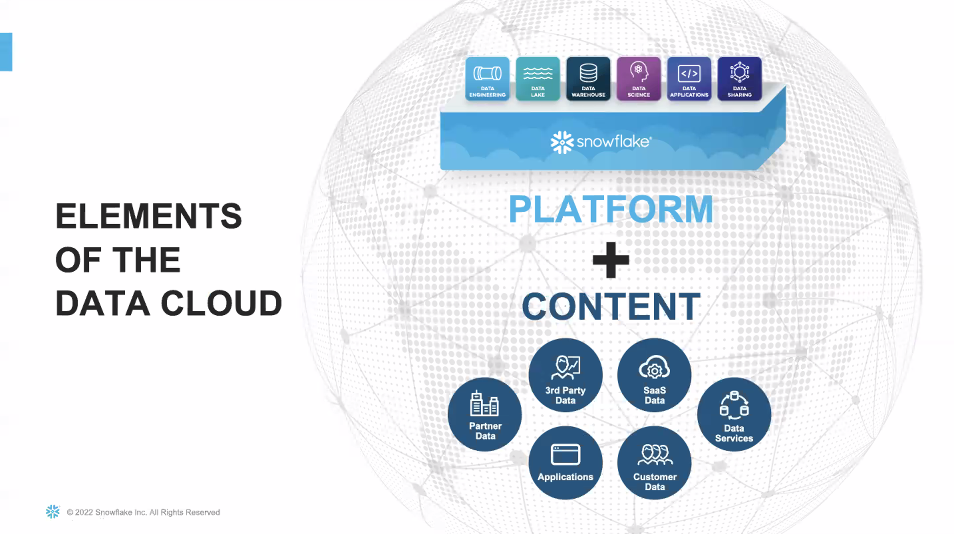 DATA
ENGINEERING
DATA
LAKE
DATA
WAREHOUSE
DATA
SCIENCE
DATA
APPLICATIONS
DATA
SHARING
snowflake®
ELEMENTS
OF THE
DATA CLOUD
PLATFORM
+
CONTENT
3rd Party
Data
SaaS
Data
Partner
Data
Data
Services
Applications
Customer
Data
© 2022 Snowflake Inc. All Rights Reserved